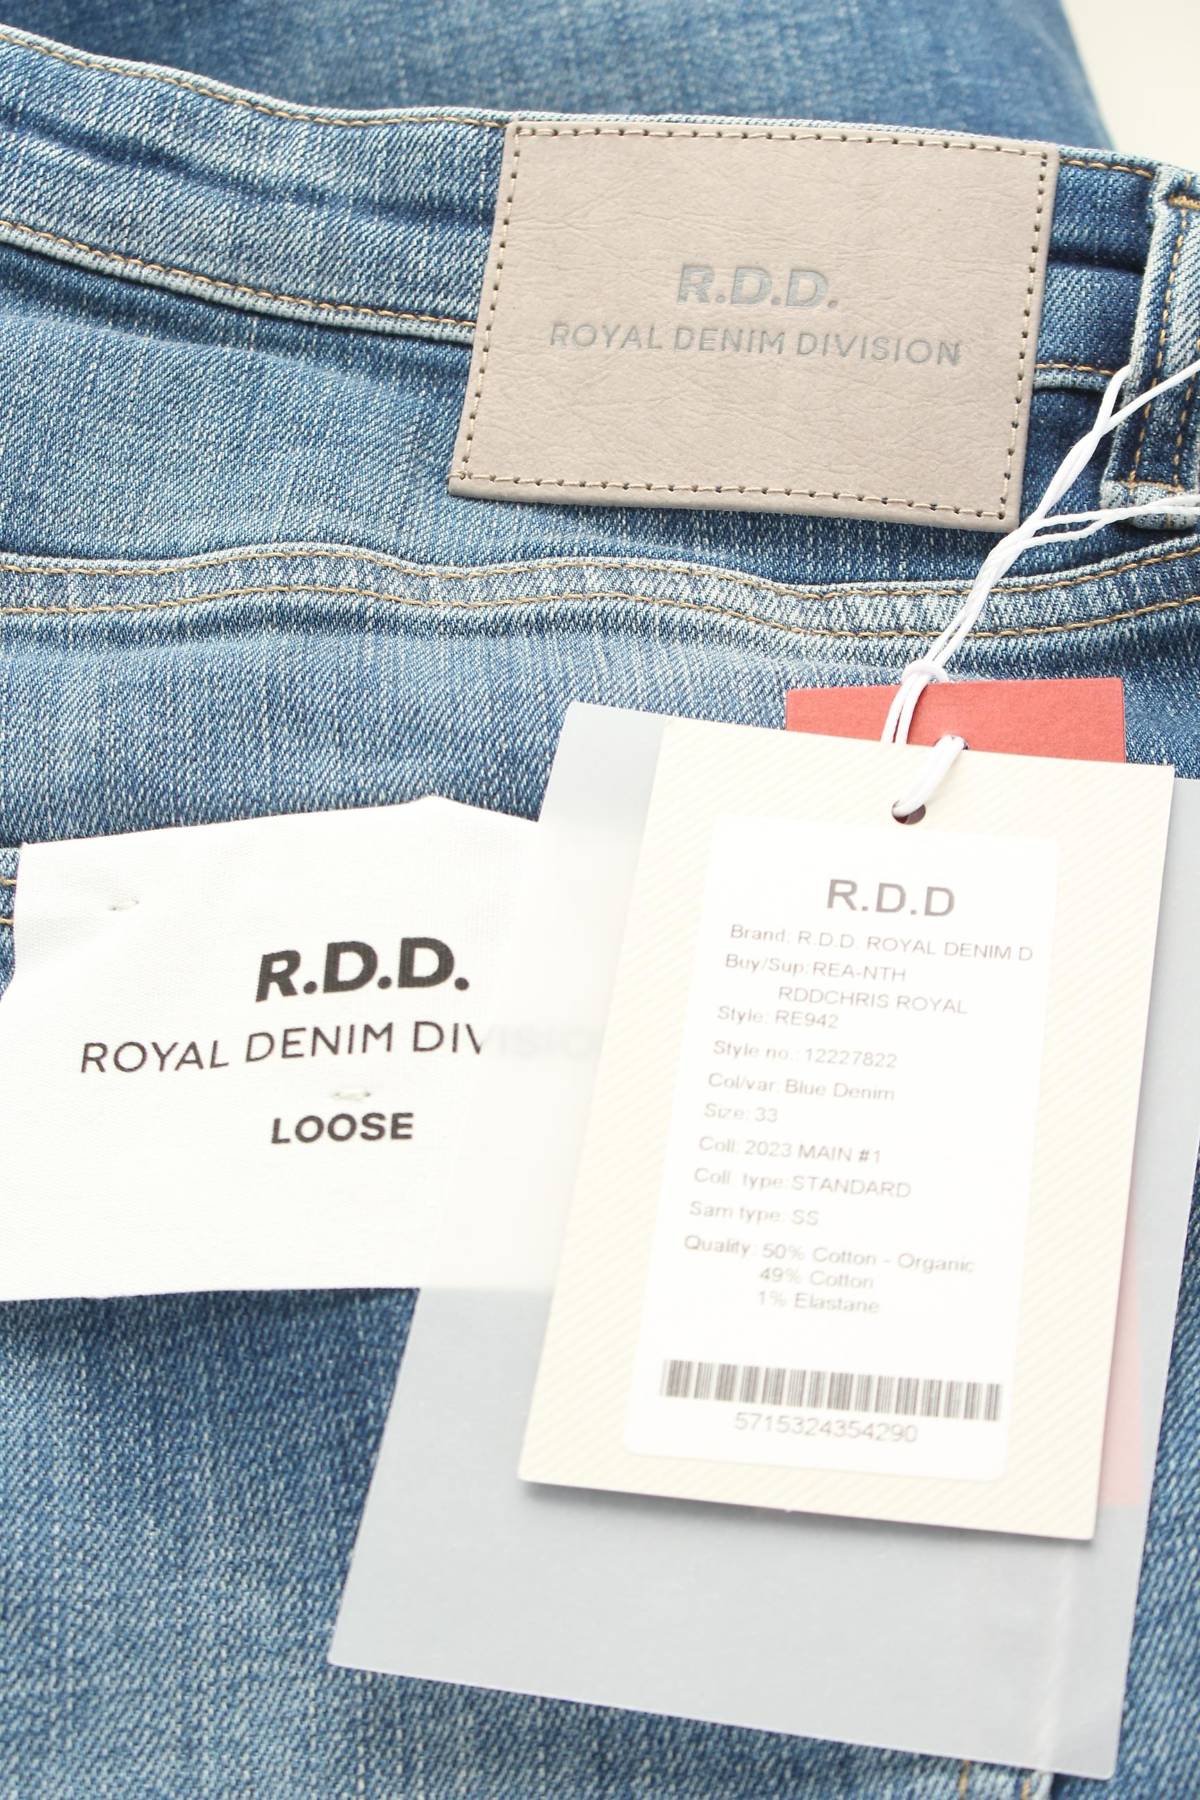 R.D.D.
ROYAL DENIM DIVISION
R.D.D.
ROYAL DENIM DIVISION
LOOSE
R.D.D
Brand: R.D.D. ROYAL DENIM D
Buy/Sup:REA-NTH
RDDCHRIS ROYAL
Style: RE942
Style no.: 12227822
Col/var: Blue Denim
Size: 33
Coll: 2023 MAIN #1
Coll. type: STANDARD
Sam type: SS
Quality: 50% Cotton - Organic
49% Cotton
1% Elastane
5715324354290